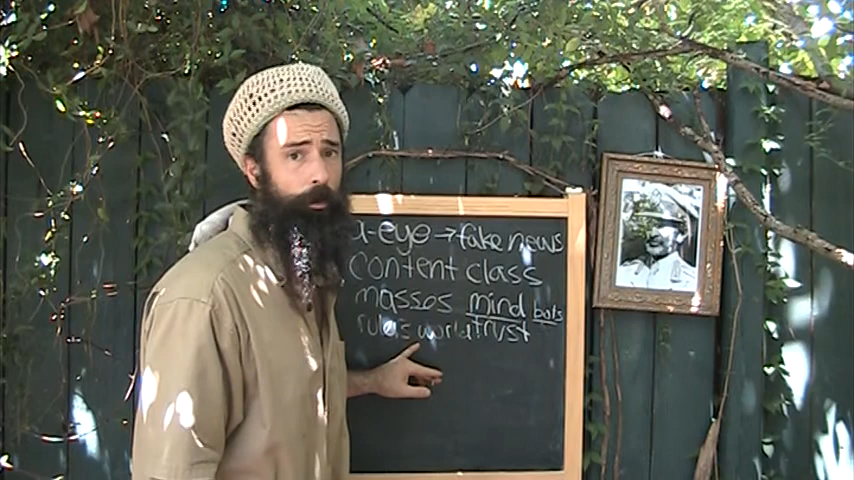 a-eye → fake news
content class
masses mind bots
rules world trust